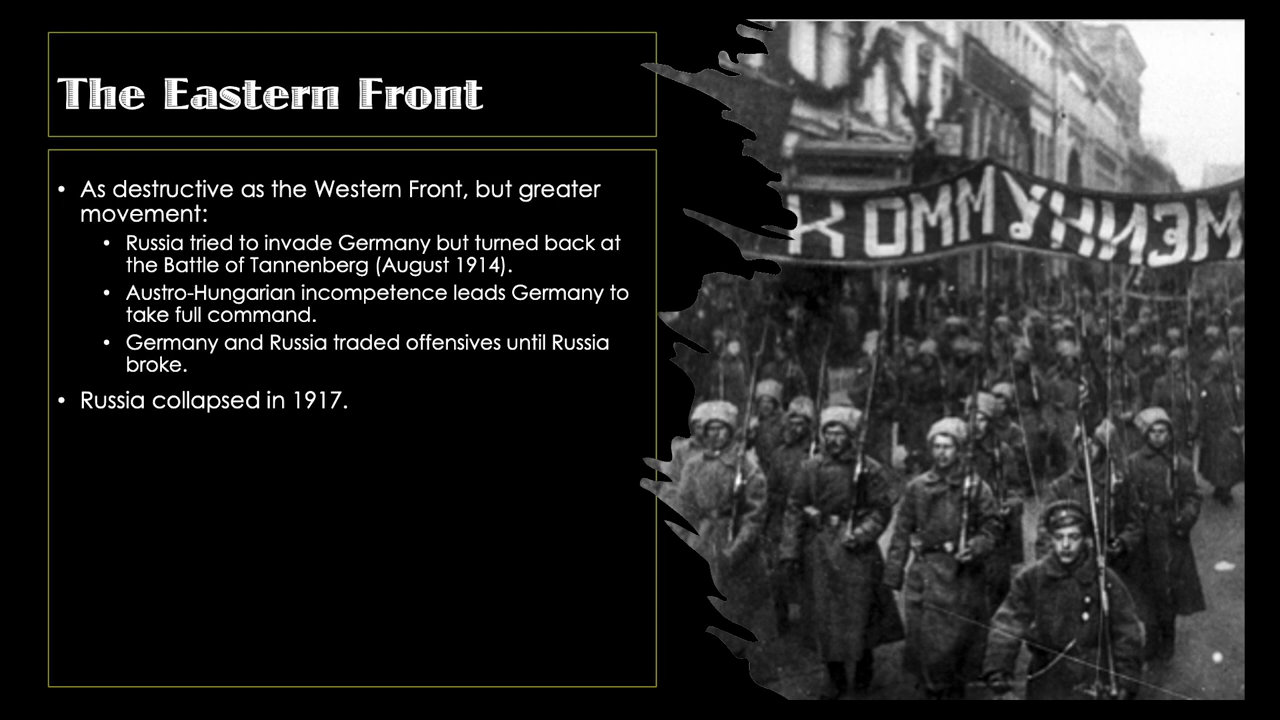 The Eastern Front
• As destructive as the Western Front, but greater
movement:
• Russia tried to invade Germany but turned back at
the Battle of Tannenberg (August 1914).
• Austro-Hungarian incompetence leads Germany to
take full command.
• Germany and Russia traded offensives until Russia
broke.
• Russia collapsed in 1917.
КОММУНИЗМ